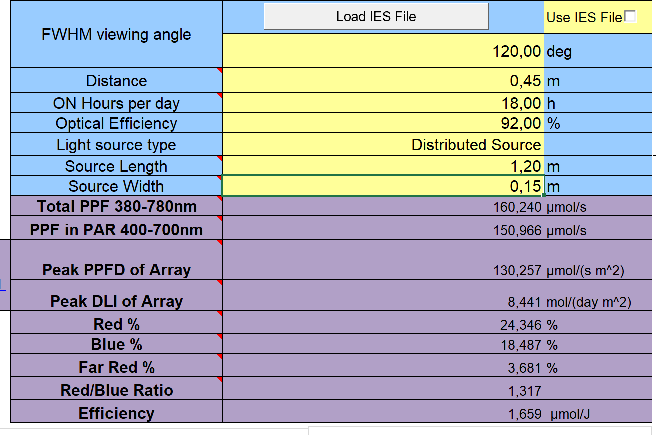 FWHM viewing angle Load IES File Use IES File
120,00 deg
Distance 0,45 m
ON Hours per day 18,00 h
Optical Efficiency 92,00 %
Light source type Distributed Source
Source Length 1,20 m
Source Width 0,15 m
Total PPF 380-780nm 160,240 µmol/s
PPF in PAR 400-700nm 150,966 µmol/s
Peak PPFD of Array 130,257 µmol/(s m^2)
Peak DLI of Array 8,441 mol/(day m^2)
Red % 24,346 %
Blue % 18,487 %
Far Red % 3,681 %
Red/Blue Ratio 1,317
Efficiency 1,659 µmol/J